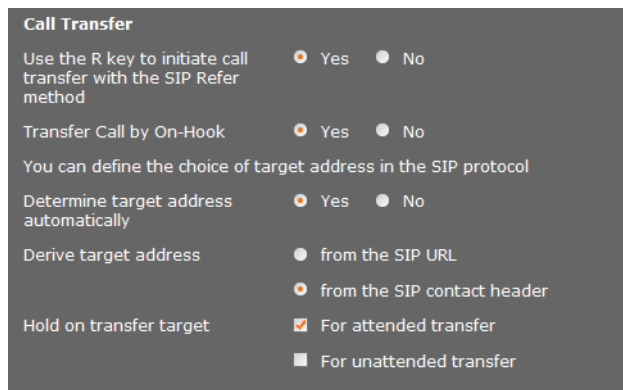 Call Transfer
Use the R key to initiate call Yes No
transfer with the SIP Refer
method
Transfer Call by On-Hook Yes No
You can define the choice of target address in the SIP protocol
Determine target address Yes No
automatically
Derive target address from the SIP URL
from the SIP contact header
Hold on transfer target For attended transfer
For unattended transfer